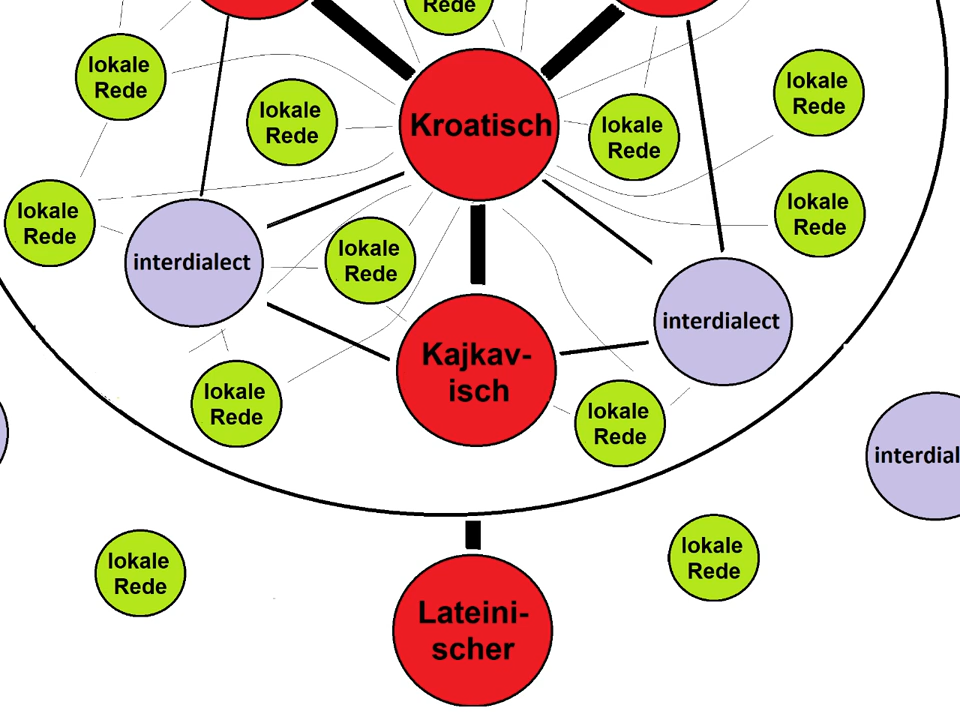 Rede
lokale
Rede
lokale
Rede
Kroatisch
lokale
Rede
lokale
Rede
lokale
Rede
interdialect
lokale
Rede
lokale
Rede
interdialect
Kajkav-
isch
lokale
Rede
lokale
Rede
interdial
lokale
Rede
lokale
Rede
Lateini-
scher